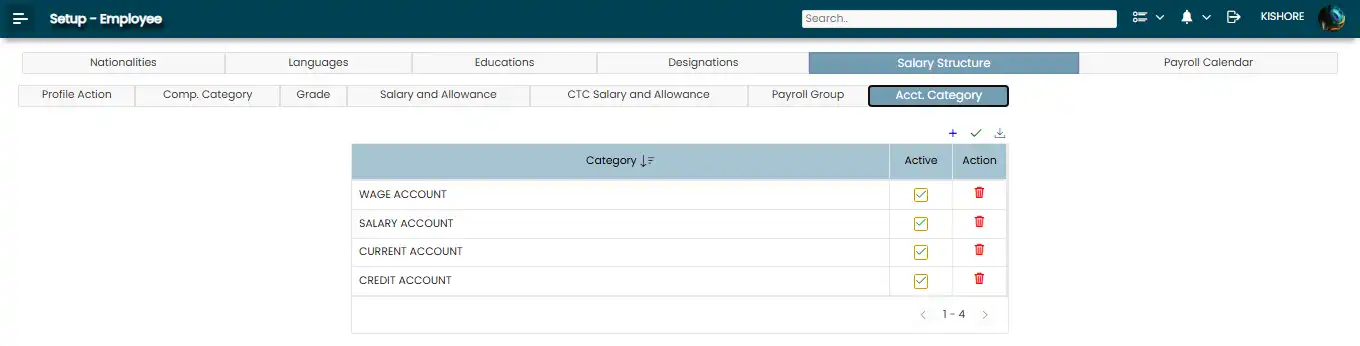 Setup - Employee
Search..
KISHORE
Nationalities Languages Educations Designations Salary Structure Payroll Calendar
Profile Action Comp. Category Grade Salary and Allowance CTC Salary and Allowance Payroll Group Acct. Category
Category Active Action
WAGE ACCOUNT
SALARY ACCOUNT
CURRENT ACCOUNT
CREDIT ACCOUNT
1 - 4